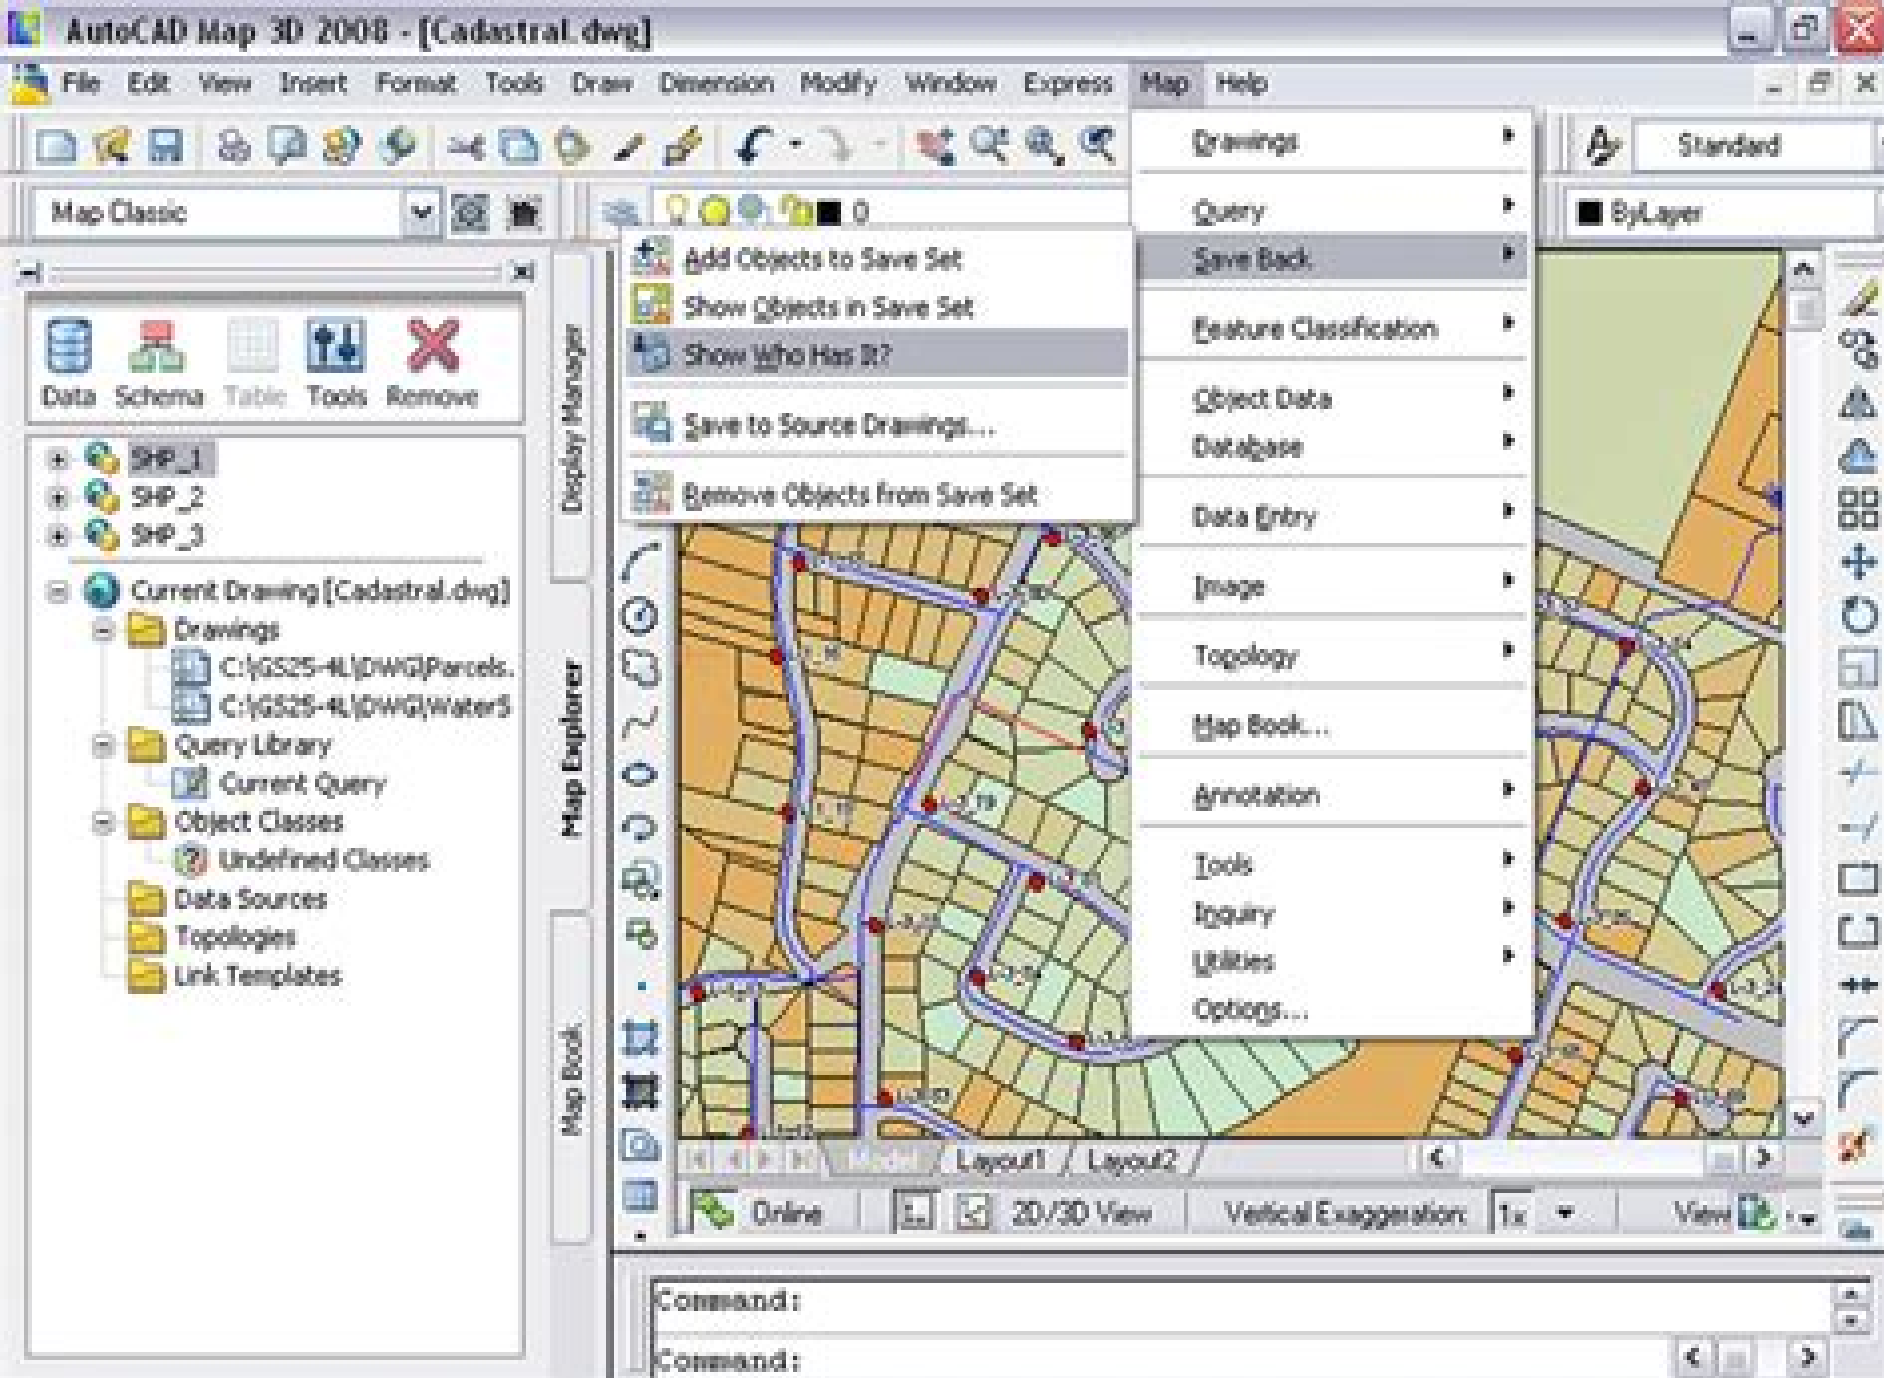 AutoCAD Map 3D 2008 - [Cadastral.dwg]
File Edit View Insert Format Tools Draw Dimension Modify Window Express Map Help
Standard
Map Classic
0
ByLayer
Data Schema Table Tools Remove
SHP_1
SHP_2
SHP_3
Current Drawing [Cadastral.dwg]
Drawings
C:\GS25-4L\DWG\Parcels.
C:\GS25-4L\DWG\WaterS
Query Library
Current Query
Object Classes
Undefined Classes
Data Sources
Topologies
Link Templates
Display Manager
Map Explorer
Map Book
Add Objects to Save Set
Show Objects in Save Set
Show Who Has It?
Save to Source Drawings...
Remove Objects from Save Set
Drawings
Query
Save Back
Feature Classification
Object Data
Database
Data Entry
Image
Topology
Map Book...
Annotation
Tools
Inquiry
Utilities
Options...
Layout1 / Layout2 /
Online
2D/3D View
Vertical Exaggeration: 1x
View
Command:
Command: